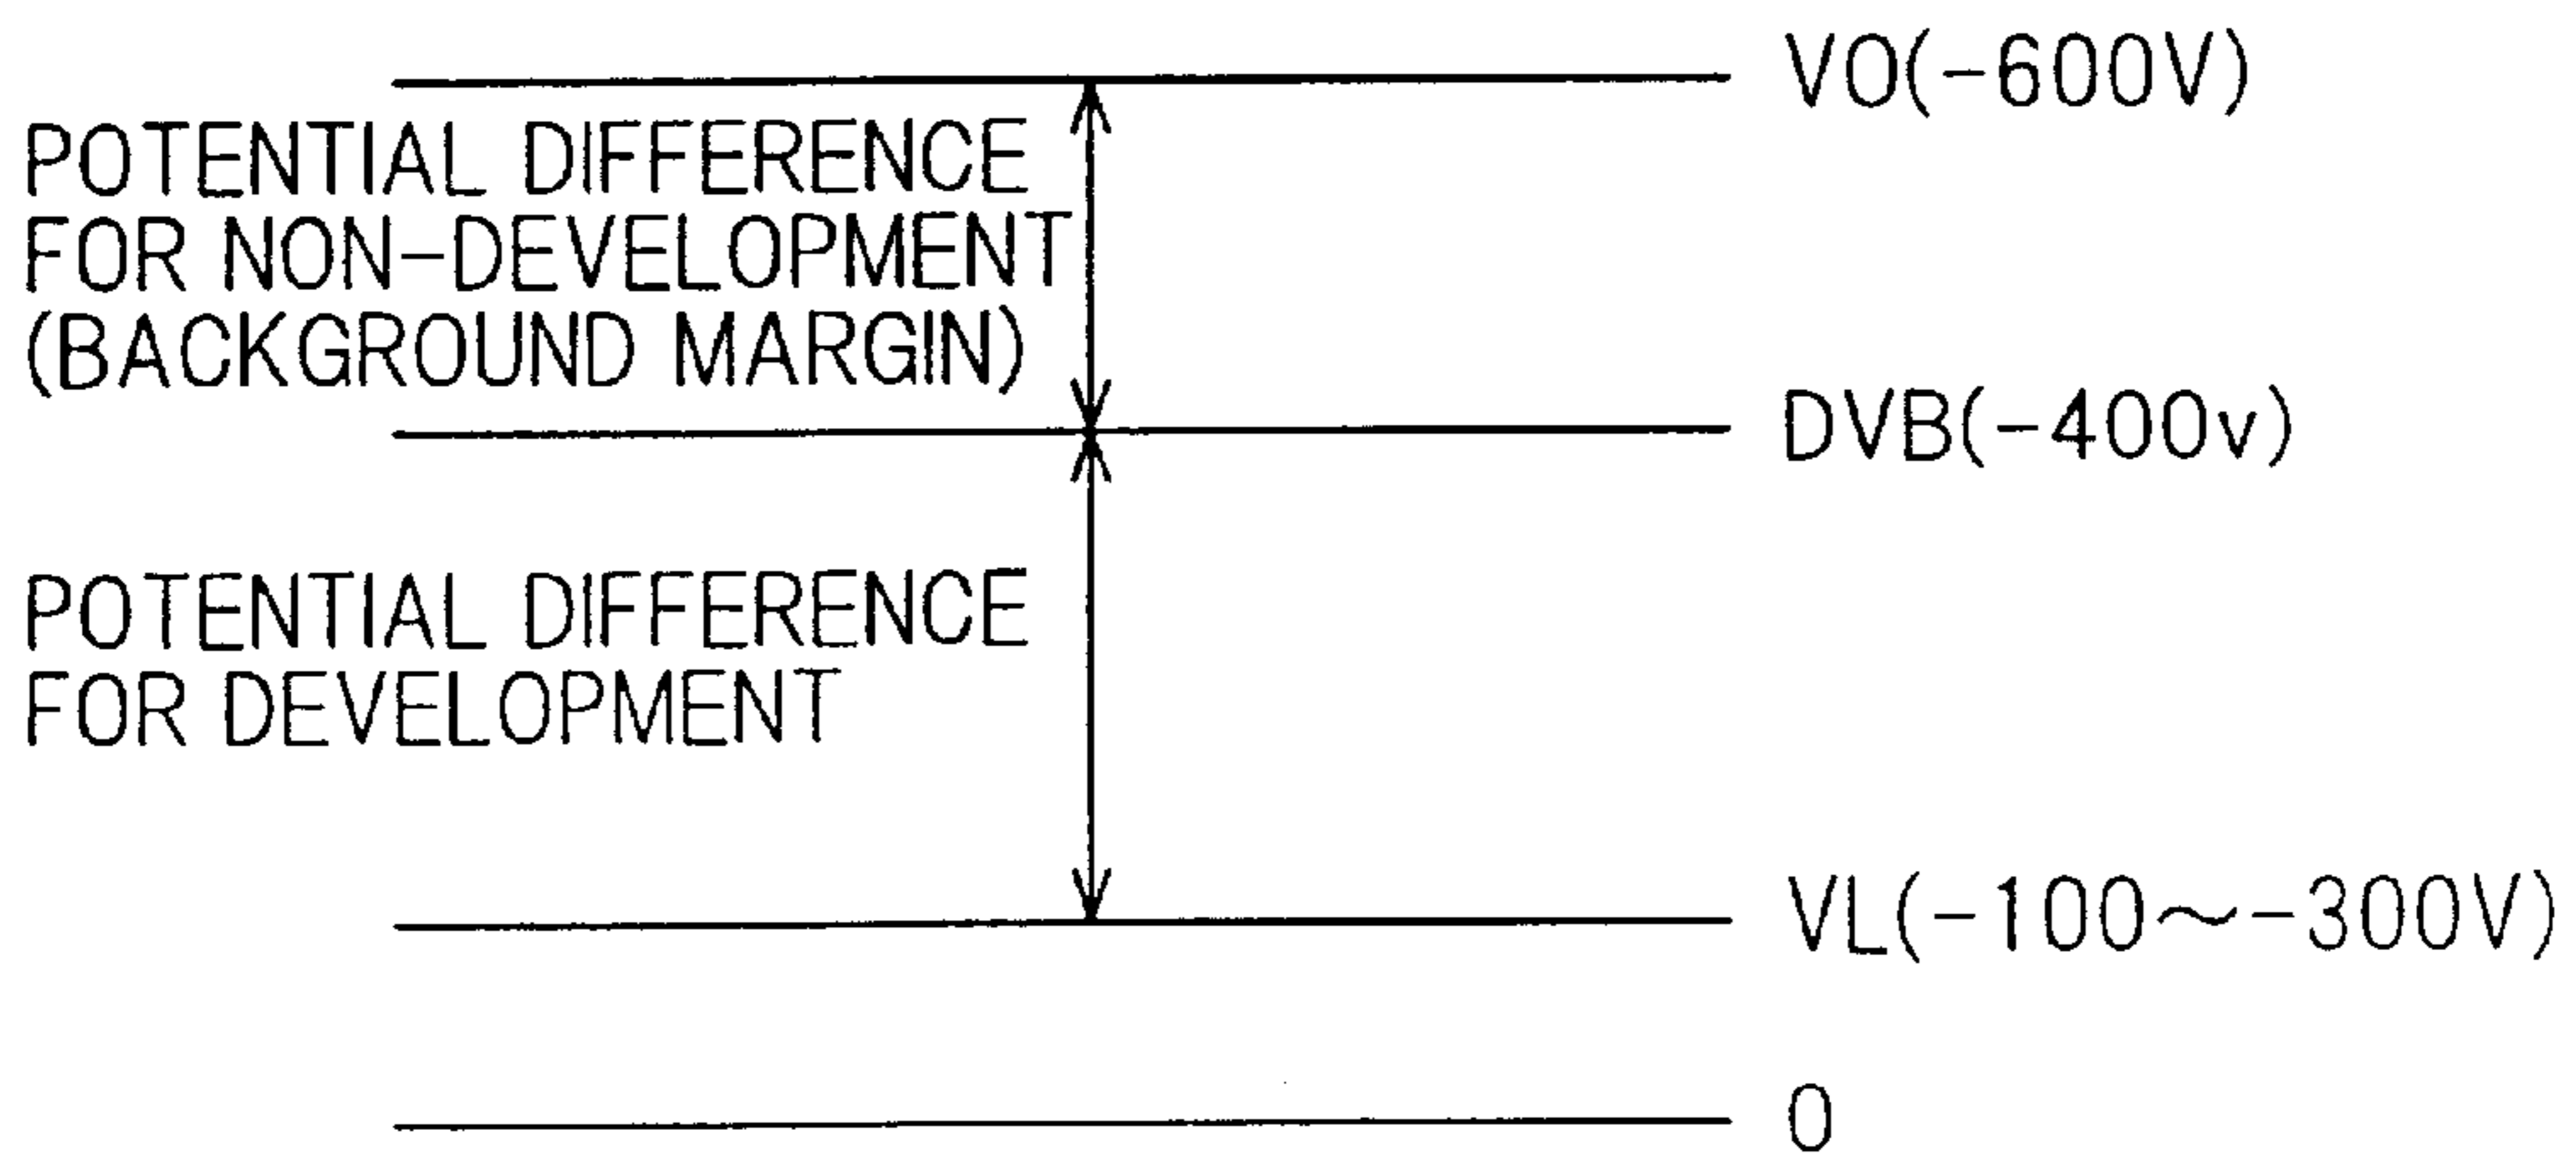 VO(-600V)
POTENTIAL DIFFERENCE
FOR NON-DEVELOPMENT
(BACKGROUND MARGIN)
DVB(-400v)
POTENTIAL DIFFERENCE
FOR DEVELOPMENT
VL(-100~-300V)
0